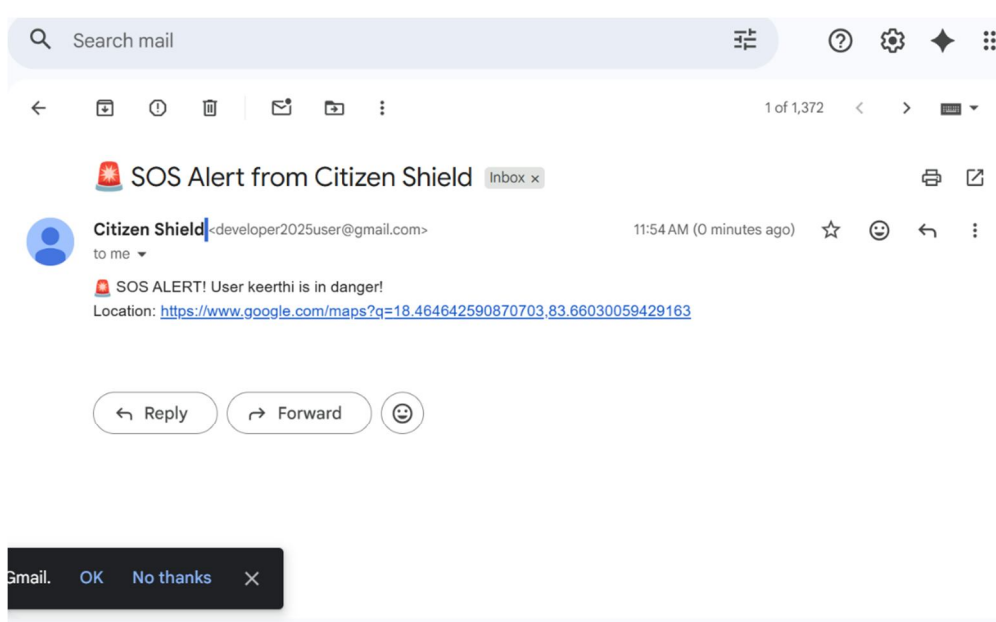 Search mail
1 of 1,372
🚨 SOS Alert from Citizen Shield Inbox ×
Citizen Shield <developer2025user@gmail.com> 11:54 AM (0 minutes ago)
to me
🚨 SOS ALERT! User keerthi is in danger!
Location: https://www.google.com/maps?q=18.464642590870703,83.66030059429163
Reply Forward
Gmail. OK No thanks